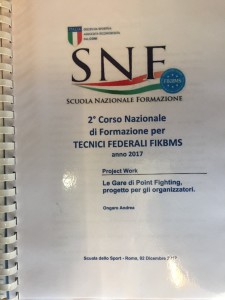 SNF
SCUOLA NAZIONALE FORMAZIONE
FIKBMS
2° Corso Nazionale
di Formazione per
TECNICI FEDERALI FIKBMS
anno 2017
Project Work
Le Gare di Point Fighting,
progetto per gli organizzatori.
Ongaro Andrea
Scuola dello Sport - Roma, 02 Dicembre